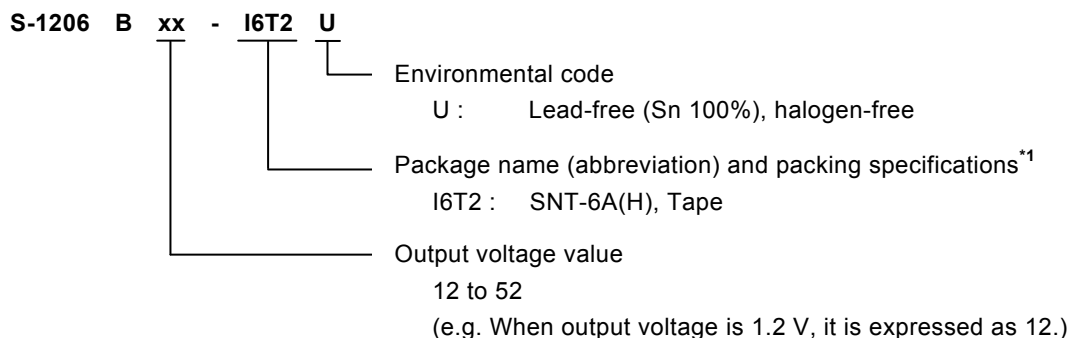 S-1206 B xx - I6T2 U
Environmental code
U : Lead-free (Sn 100%), halogen-free
Package name (abbreviation) and packing specifications*1
I6T2 : SNT-6A(H), Tape
Output voltage value
12 to 52
(e.g. When output voltage is 1.2 V, it is expressed as 12.)